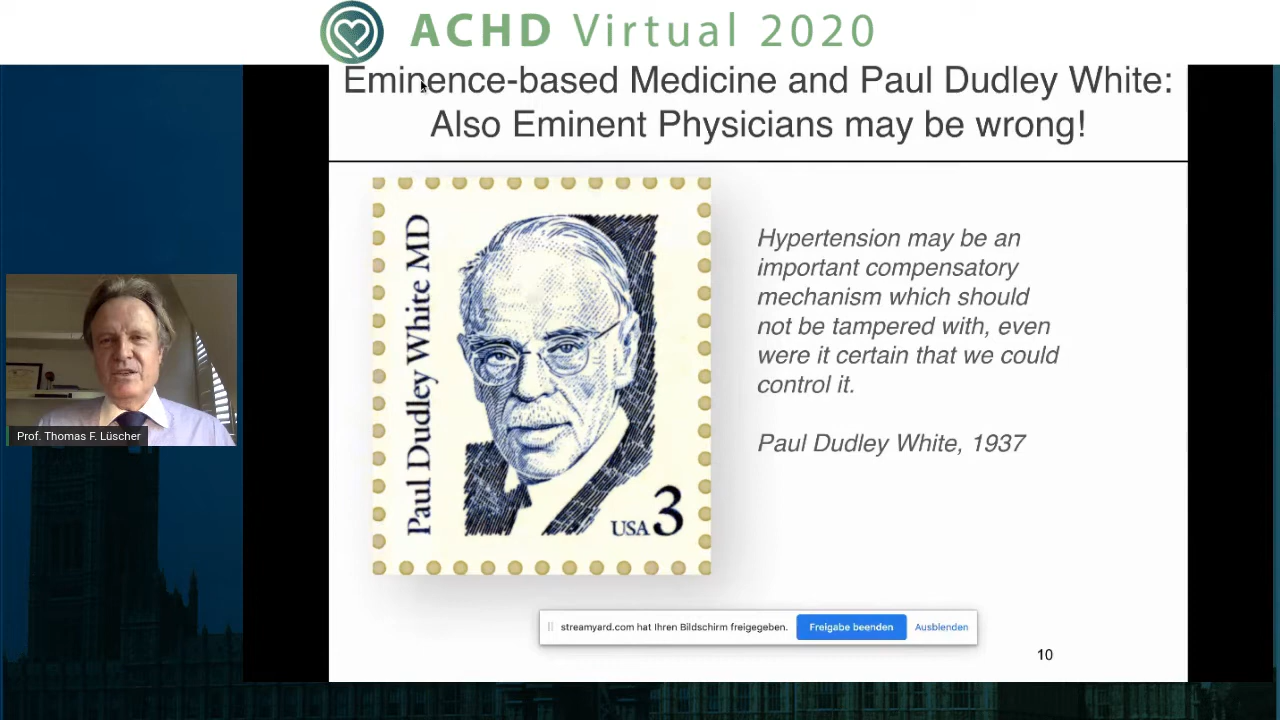 ACHD Virtual 2020
Eminence-based Medicine and Paul Dudley White:
Also Eminent Physicians may be wrong!
Paul Dudley White MD
USA 3
Hypertension may be an
important compensatory
mechanism which should
not be tampered with, even
were it certain that we could
control it.
Paul Dudley White, 1937
Prof. Thomas F. Lüscher
streamyard.com hat Ihren Bildschirm freigegeben.
Freigabe beenden
Ausblenden
10